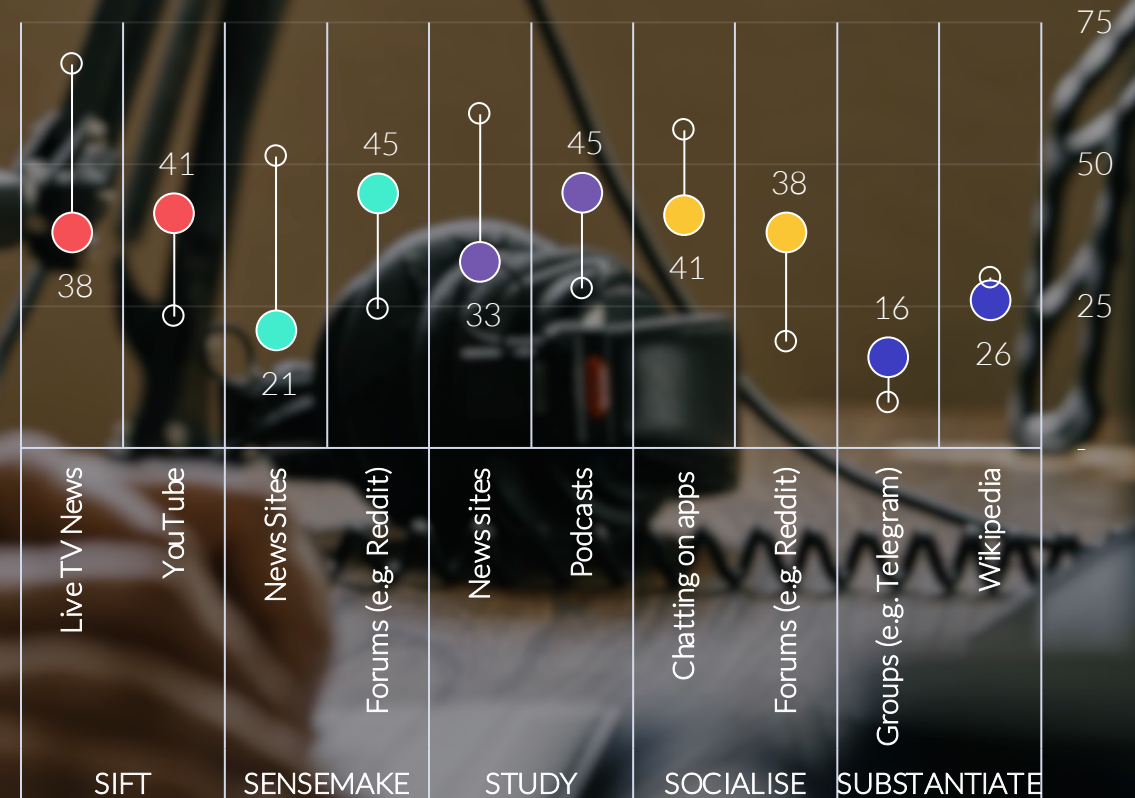 75
41
45
45
50
38
38
41
33
16
25
26
21
-
Live TV News
YouTube
News Sites
Forums (e.g. Reddit)
News sites
Podcasts
Chatting on apps
Forums (e.g. Reddit)
Groups (e.g. Telegram)
Wikipedia
SIFT
SENSEMAKE
STUDY
SOCIALISE
SUBSTANTIATE